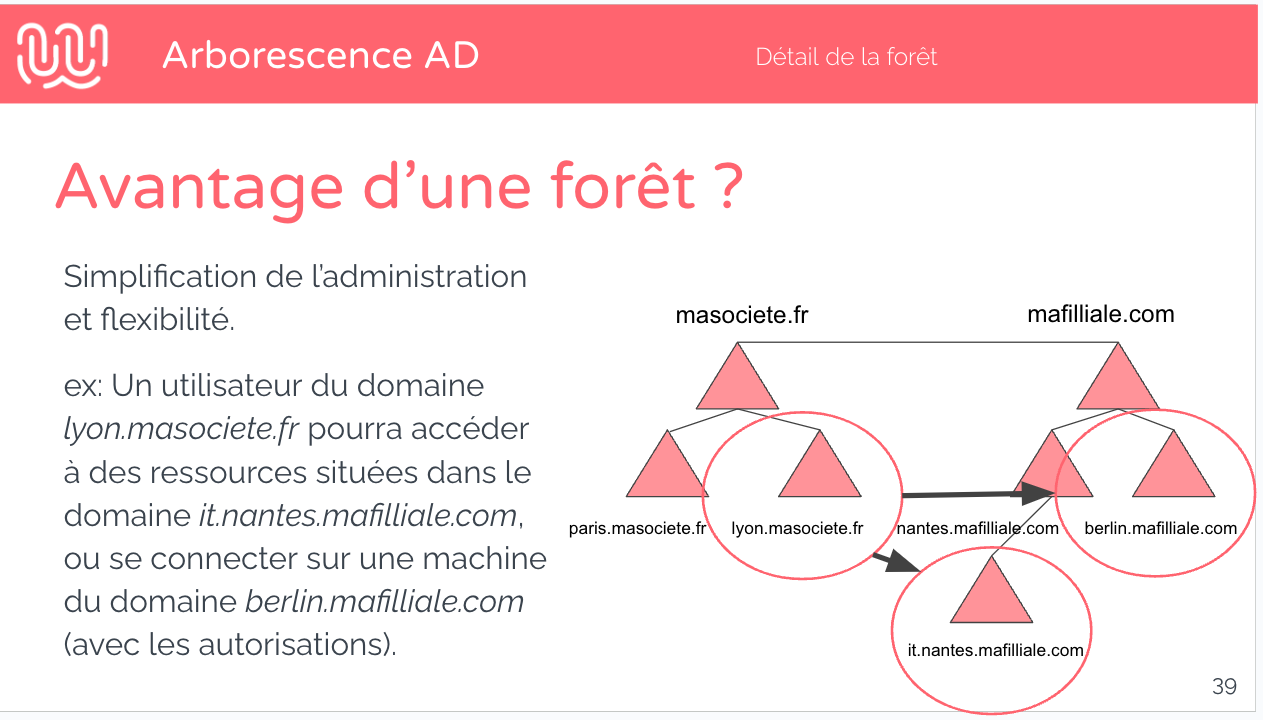 Arborescence AD
Détail de la forêt
Avantage d’une forêt ?
Simplification de l’administration
et flexibilité.
ex: Un utilisateur du domaine
lyon.masociete.fr pourra accéder
à des ressources situées dans le
domaine it.nantes.mafilliale.com,
ou se connecter sur une machine
du domaine berlin.mafilliale.com
(avec les autorisations).
masociete.fr
mafilliale.com
paris.masociete.fr
lyon.masociete.fr
nantes.mafilliale.com
berlin.mafilliale.com
it.nantes.mafilliale.com
39